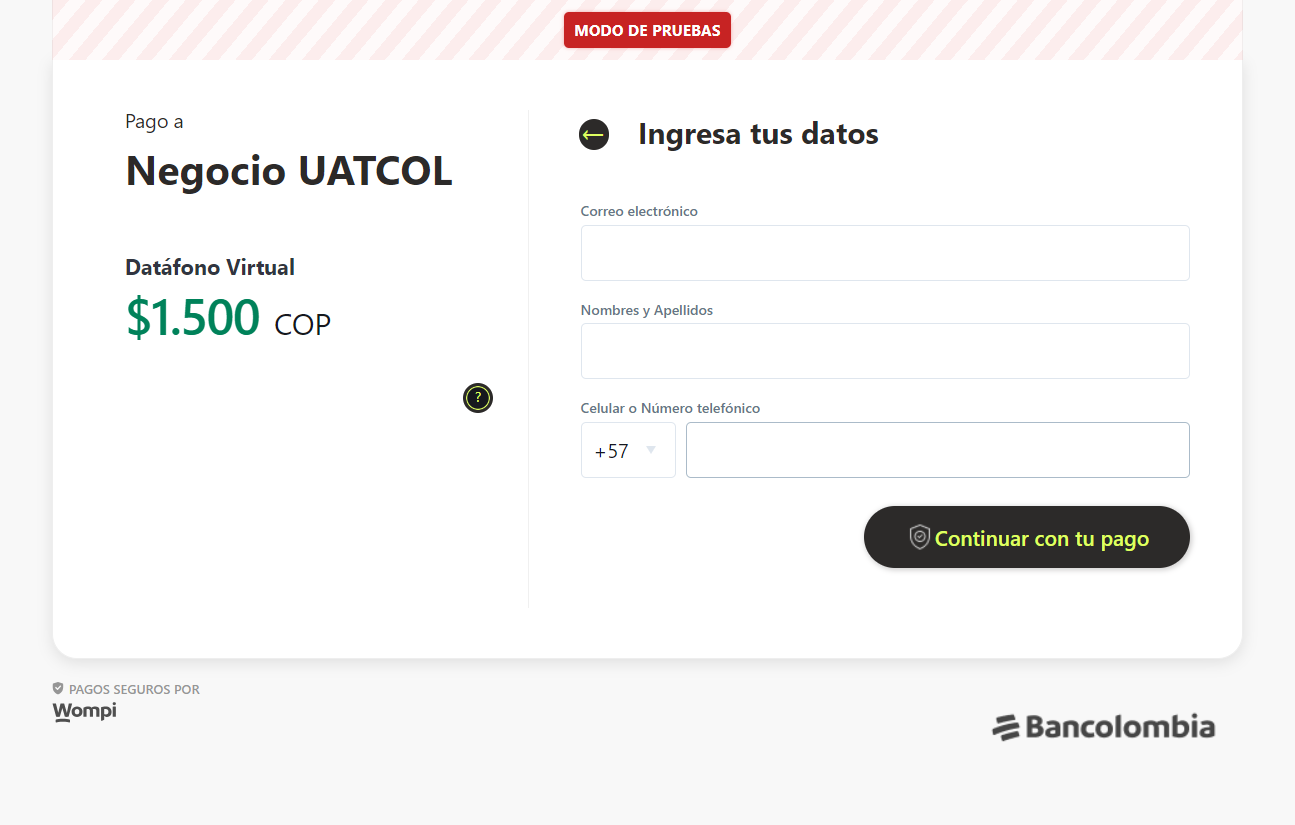 MODO DE PRUEBAS
Pago a
Negocio UATCOL
Datáfono Virtual
$1.500 COP
?
Ingresa tus datos
Correo electrónico
Nombres y Apellidos
Celular o Número telefónico
+57
Continuar con tu pago
PAGOS SEGUROS POR
Wompi
Bancolombia